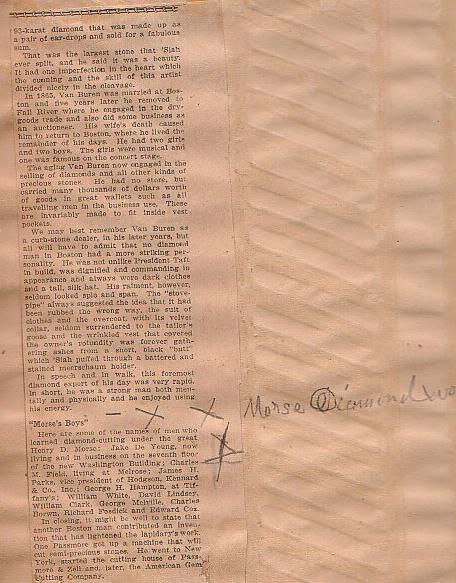 93-karat diamond that was made up as
a pair of ear-drops and sold for a fabulous
sum.
That was the largest stone that 'Siah
ever split, and he said it was a beauty.
It had one imperfection in the heart which
the cunning and the skill of this artist
divided nicely in the cleavage.
In 1865, Van Buren was married at Bos-
ton and five years later he removed to
Fall River where he engaged in the dry-
goods trade and also did some business as
an auctioneer. His wife's death caused
him to return to Boston, where he lived the
remainder of his days. He had two girls
and two boys. The girls were musical and
one was famous on the concert stage.
The aging Van Buren now engaged in the
selling of diamonds and all other kinds of
precious stones. He had no store, but
carried many thousands of dollars worth
of goods in great wallets such as all
travelling men in the business use. These
are invariably made to fit inside vest
pockets.
We may best remember Van Buren as
a curb-stone dealer, in his later years, but
all will have to admit that no diamond
man in Boston had a more striking per-
sonality. He was not unlike President Taft
in build, was dignified and commanding in
appearance and always wore dark clothes
and a tall, silk hat. His raiment, however,
seldom looked spic and span. The "stove-
pipe" always suggested the idea that it had
been rubbed the wrong way, the suit of
clothes and the overcoat, with its velvet
collar, seldom surrendered to the tailor's
goose and the wrinkled vest that covered
the owner's rotundity was forever gath-
ering ashes from a short, black "butt"
which 'Siah puffed through a battered and
stained meerschaum holder.
In speech and in walk, this foremost
diamond expert of his day was very rapid.
In short, he was a strong man both men-
tally and physically and he enjoyed using
his energy.
Morse Diamond
"Morse's Boys"
Here are some of the names of men who
learned diamond-cutting under the great
Henry D. Morse: Jake De Young, now
living and in business on the seventh floor
of the new Washington Building; Charles
M. Field, living at Melrose; James H.
Parks, vice president of Hodgson, Kennard
& Co., Inc.; George H. Hampton, at Tif-
fany's; William White, David Lindsey,
William Clark, George Melville, Charles
Borwn, Richard Fosdick and Edward Cox.
In closing, it might be well to state that
another Boston man contributed an inven-
tion that has lightened the lapidary's work.
One Passmore got up a machine that will
cut semi-precious stones. He went to New
York, started the cutting house of Pass-
more & Zell and, later, the American Gem
Cutting Company.